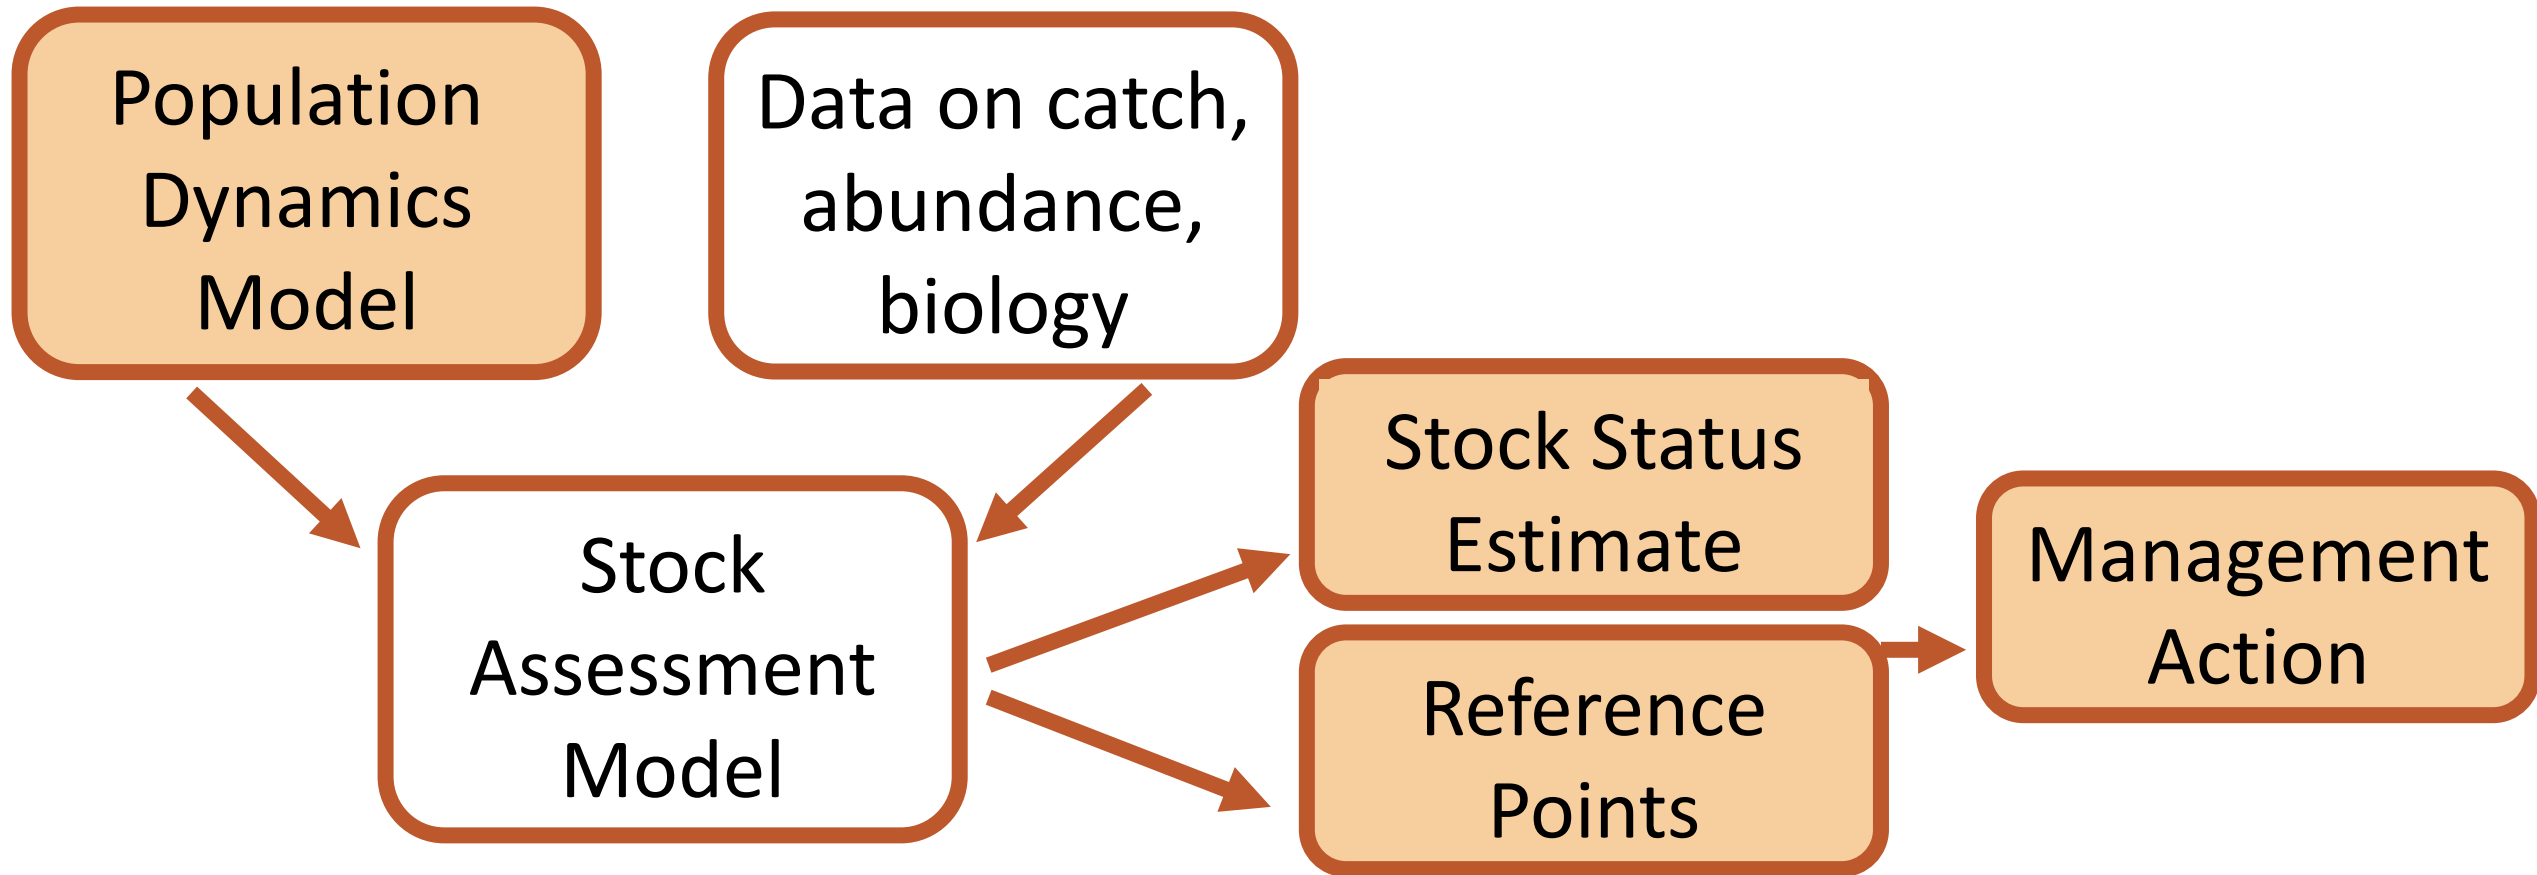 Population
Dynamics
Model
Data on catch,
abundance,
biology
Stock
Assessment
Model
Stock Status
Estimate
Reference
Points
Management
Action